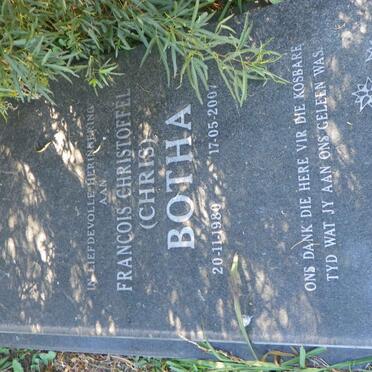 IN LIEFDEVOLLE HERINNERING
AAN
FRANCOIS CHRISTOFFEL
(CHRIS)
BOTHA
20-11-1980 17-05-200
ONS DANK DIE HERE VIR DIE KOSBARE
TYD WAT JY AAN ONS GELEEN WAS.